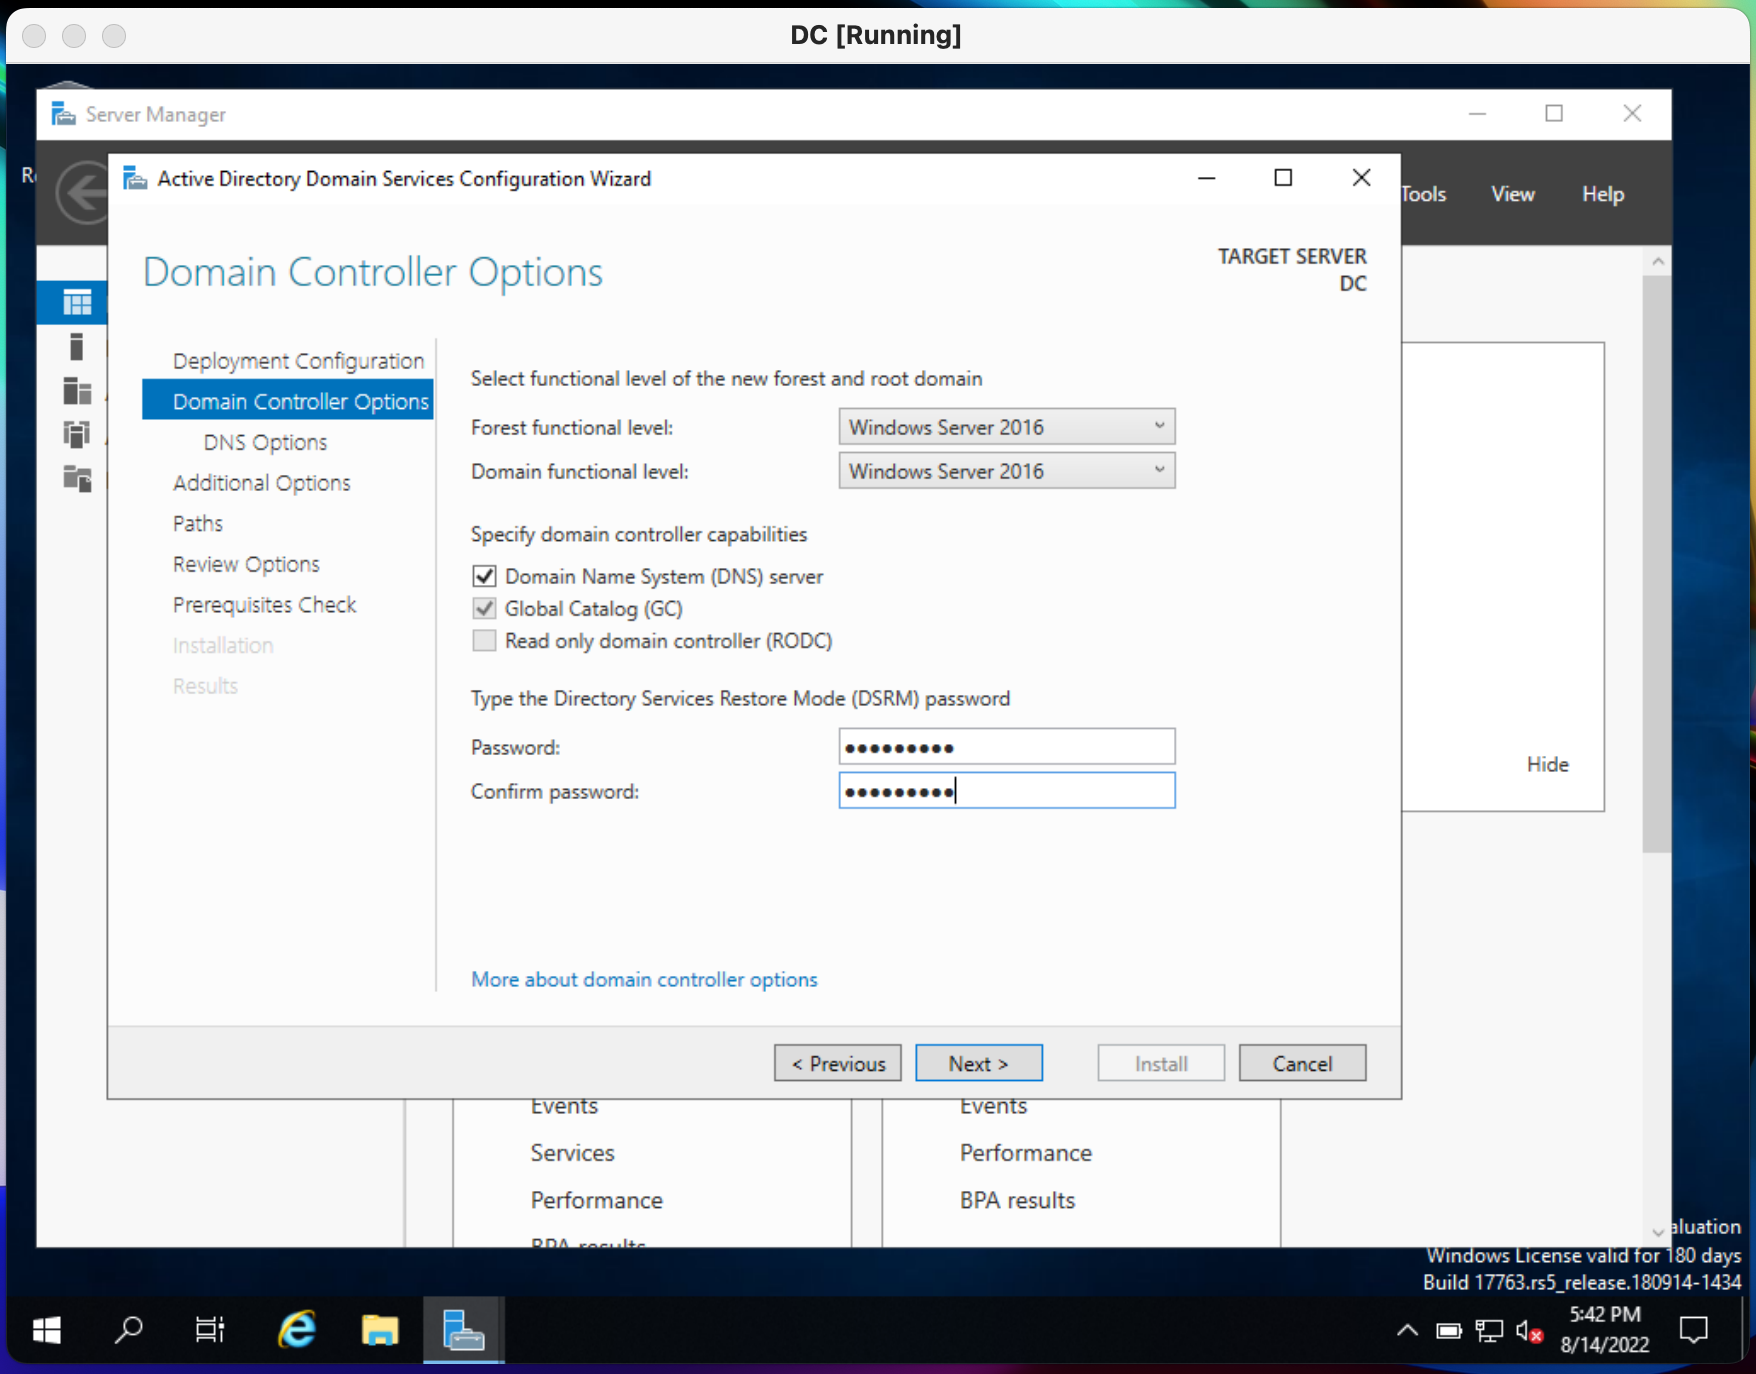 DC [Running]
Server Manager
Tools View Help
Active Directory Domain Services Configuration Wizard
Domain Controller Options
TARGET SERVER
DC
Deployment Configuration
Domain Controller Options
DNS Options
Additional Options
Paths
Review Options
Prerequisites Check
Installation
Results
Select functional level of the new forest and root domain
Forest functional level: Windows Server 2016
Domain functional level: Windows Server 2016
Specify domain controller capabilities
Domain Name System (DNS) server
Global Catalog (GC)
Read only domain controller (RODC)
Type the Directory Services Restore Mode (DSRM) password
Password: •••••••••
Confirm password: •••••••••
More about domain controller options
< Previous Next > Install Cancel
Hide
Events
Services
Performance
BPA results
Events
Performance
BPA results
Windows License valid for 180 days
Build 17763.rs5_release.180914-1434
5:42 PM
8/14/2022